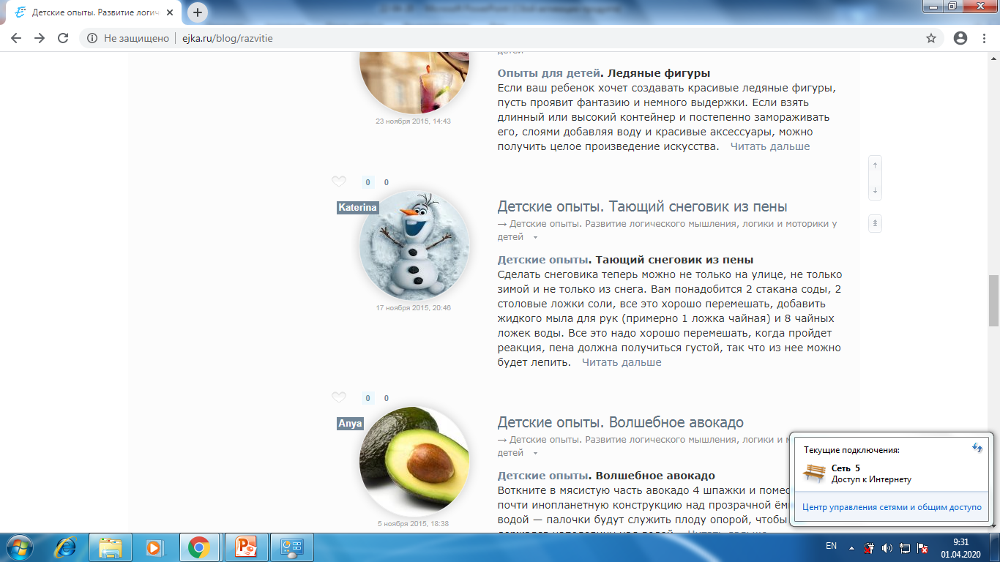 Детские опыты. Развитие логич
Не защищено
ejka.ru/blog/razvitie
детей
Опыты для детей. Ледяные фигуры
Если ваш ребенок хочет создавать красивые ледяные фигуры,
пусть проявит фантазию и немного выдержки. Если взять
длинный или высокий контейнер и постепенно замораживать
его, слоями добавляя воду и красивые аксессуары, можно
получить целое произведение искусства. Читать дальше
23 ноября 2015, 14:43
0 0
Katerina
17 ноября 2015, 20:46
Детские опыты. Тающий снеговик из пены
→ Детские опыты. Развитие логического мышления, логики и моторики у
детей
Детские опыты. Тающий снеговик из пены
Сделать снеговика теперь можно не только на улице, не только
зимой и не только из снега. Вам понадобится 2 стакана соды, 2
столовые ложки соли, все это хорошо перемешать, добавить
жидкого мыла для рук (примерно 1 ложка чайная) и 8 чайных
ложек воды. Все это надо хорошо перемешать, когда пройдет
реакция, пена должна получиться густой, так что из нее можно
будет лепить. Читать дальше
0 0
Anya
5 ноября 2015, 18:38
Детские опыты. Волшебное авокадо
→ Детские опыты. Развитие логического мышления, логики и м
детей
Детские опыты. Волшебное авокадо
Воткните в мясистую часть авокадо 4 шпажки и помес
почти инопланетную конструкцию над прозрачной ём
водой — палочки будут служить плоду опорой, чтобы
Текущие подключения:
Сеть 5
Доступ к Интернету
Центр управления сетями и общим доступо
EN
9:31
01.04.2020